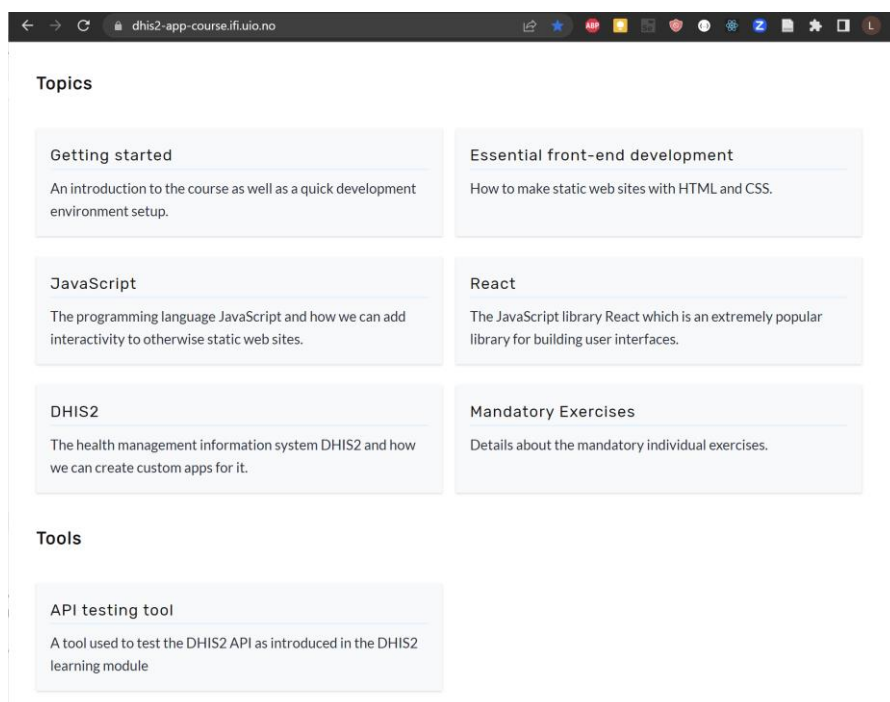 dhis2-app-course.ifi.uio.no
ABP
Z
L
Topics
Getting started
An introduction to the course as well as a quick development
environment setup.
Essential front-end development
How to make static web sites with HTML and CSS.
JavaScript
The programming language JavaScript and how we can add
interactivity to otherwise static web sites.
React
The JavaScript library React which is an extremely popular
library for building user interfaces.
DHIS2
The health management information system DHIS2 and how
we can create custom apps for it.
Mandatory Exercises
Details about the mandatory individual exercises.
Tools
API testing tool
A tool used to test the DHIS2 API as introduced in the DHIS2
learning module